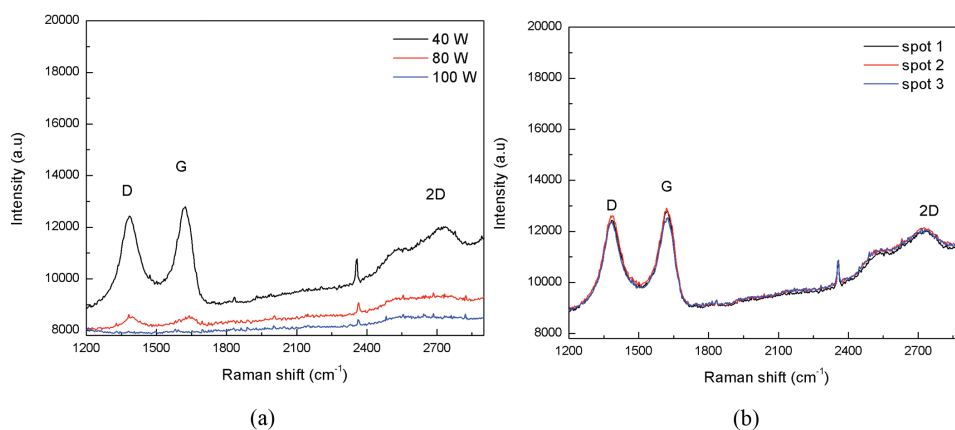 20000
18000
16000
14000
12000
10000
8000
Intensity (a.u)
40 W
80 W
100 W
D
G
2D
1200 1500 1800 2100 2400 2700
Raman shift (cm⁻¹)
(a)
20000
18000
16000
14000
12000
10000
8000
Intensity (a.u)
spot 1
spot 2
spot 3
D
G
2D
1200 1500 1800 2100 2400 2700
Raman shift (cm⁻¹)
(b)